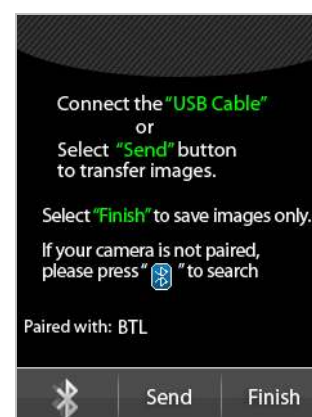 Connect the "USB Cable"
or
Select "Send" button
to transfer images.
Select "Finish" to save images only.
If your camera is not paired,
please press " " to search
Paired with: BTL
Send Finish